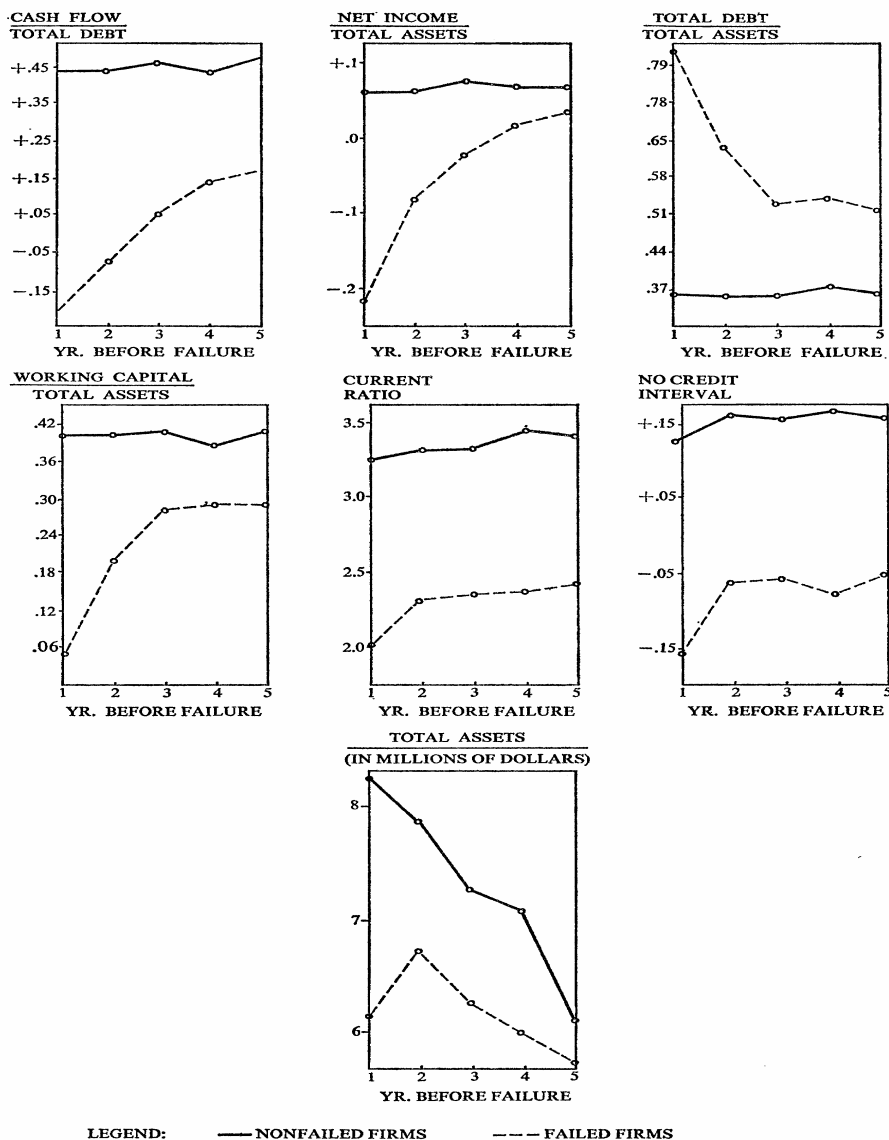 CASH FLOW
TOTAL DEBT
+.45
+.35
+.25
+.15
+.05
-.05
-.15
1 2 3 4 5
YR. BEFORE FAILURE
NET INCOME
TOTAL ASSETS
+.1
.0
-.1
-.2
1 2 3 4 5
YR. BEFORE FAILURE
TOTAL DEBT
TOTAL ASSETS
.79
.78
.65
.58
.51
.44
.37
1 2 3 4 5
YR. BEFORE FAILURE
WORKING CAPITAL
TOTAL ASSETS
.42
.36
.30
.24
.18
.12
.06
1 2 3 4 5
YR. BEFORE FAILURE
CURRENT
RATIO
3.5
3.0
2.5
2.0
1 2 3 4 5
YR. BEFORE FAILURE
NO CREDIT
INTERVAL
+.15
+.05
-.05
-.15
1 2 3 4 5
YR. BEFORE FAILURE
TOTAL ASSETS
(IN MILLIONS OF DOLLARS)
8
7
6
1 2 3 4 5
YR. BEFORE FAILURE
LEGEND: NONFAILED FIRMS FAILED FIRMS